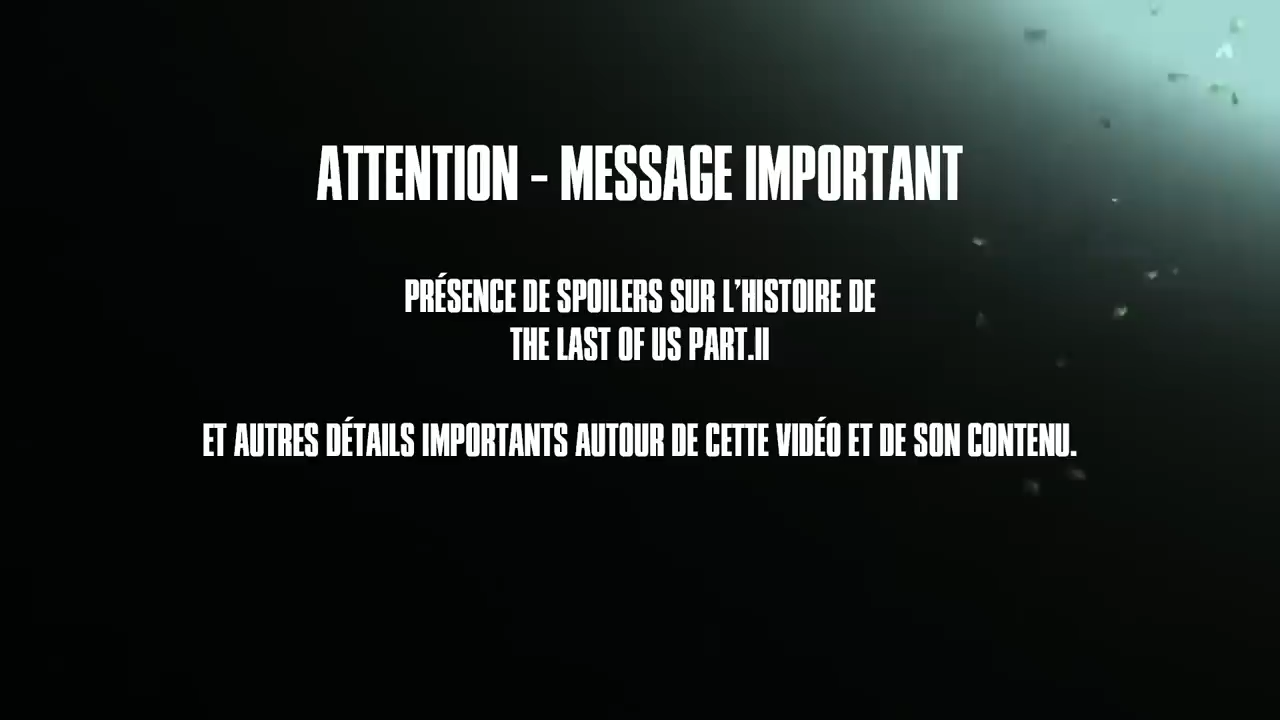 ATTENTION - MESSAGE IMPORTANT
PRÉSENCE DE SPOILERS SUR L'HISTOIRE DE
THE LAST OF US PART.II
ET AUTRES DÉTAILS IMPORTANTS AUTOUR DE CETTE VIDÉO ET DE SON CONTENU.